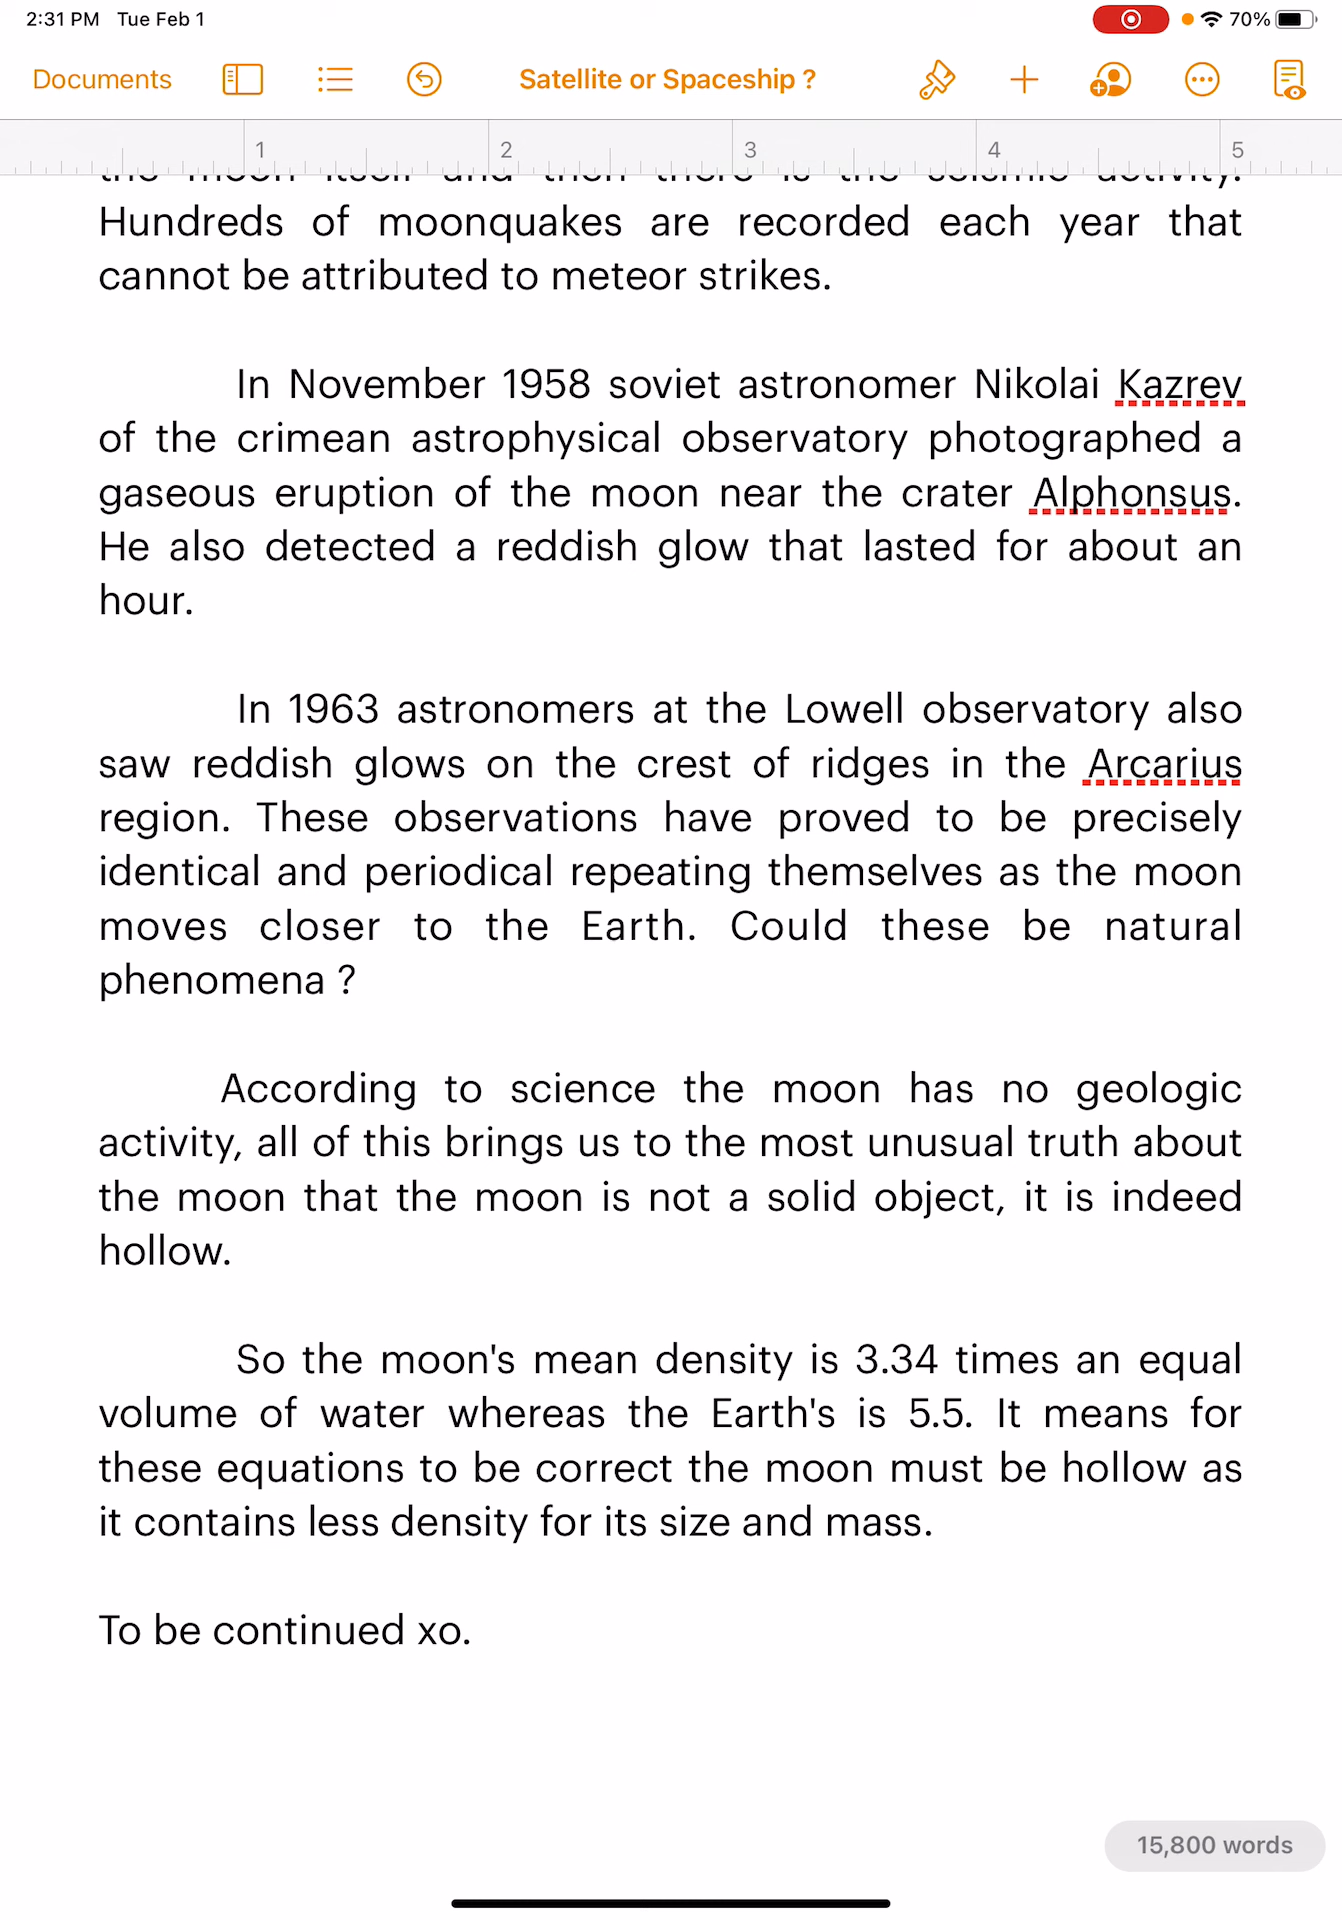 2:31 PM Tue Feb 1
70%
Documents
Satellite or Spaceship ?
1 2 3 4 5
the moon itself and then there is the seismic activity.
Hundreds of moonquakes are recorded each year that
cannot be attributed to meteor strikes.
In November 1958 soviet astronomer Nikolai Kazrev
of the crimean astrophysical observatory photographed a
gaseous eruption of the moon near the crater Alphonsus.
He also detected a reddish glow that lasted for about an
hour.
In 1963 astronomers at the Lowell observatory also
saw reddish glows on the crest of ridges in the Arcarius
region. These observations have proved to be precisely
identical and periodical repeating themselves as the moon
moves closer to the Earth. Could these be natural
phenomena ?
According to science the moon has no geologic
activity, all of this brings us to the most unusual truth about
the moon that the moon is not a solid object, it is indeed
hollow.
So the moon's mean density is 3.34 times an equal
volume of water whereas the Earth's is 5.5. It means for
these equations to be correct the moon must be hollow as
it contains less density for its size and mass.
To be continued xo.
15,800 words